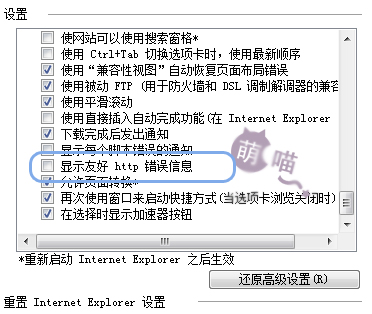 设置
使网站可以使用搜索窗格*
使用 Ctrl+Tab 切换选项卡时，使用最新顺序
使用“兼容性视图”自动恢复页面布局错误
使用被动 FTP (用于防火墙和 DSL 调制解调器的兼容
使用平滑滚动
使用直接插入自动完成功能(在 Internet Explorer
下载完成后发出通知
显示每个脚本错误的通知
显示友好 http 错误信息
允许页面转换*
再次使用窗口来启动快捷方式(当选项卡浏览关闭时)
在选择时显示加速器按钮
*重新启动 Internet Explorer 之后生效
还原高级设置(R)
重置 Internet Explorer 设置
萌喵